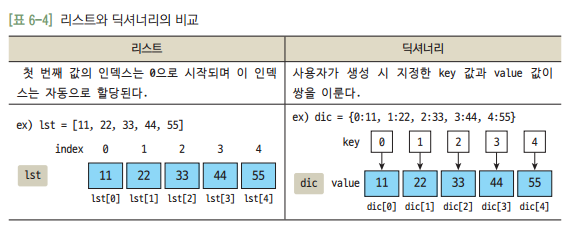 [표 6-4] 리스트와 딕셔너리의 비교
리스트
첫 번째 값의 인덱스는 0으로 시작되며 이 인덱
스는 자동으로 할당된다.
ex) lst = [11, 22, 33, 44, 55]
index 0 1 2 3 4
lst 11 22 33 44 55
lst[0] lst[1] lst[2] lst[3] lst[4]
딕셔너리
사용자가 생성 시 지정한 key 값과 value 값이
쌍을 이룬다.
ex) dic = {0:11, 1:22, 2:33, 3:44, 4:55}
key 0 1 2 3 4
dic value 11 22 33 44 55
dic[0] dic[1] dic[2] dic[3] dic[4]